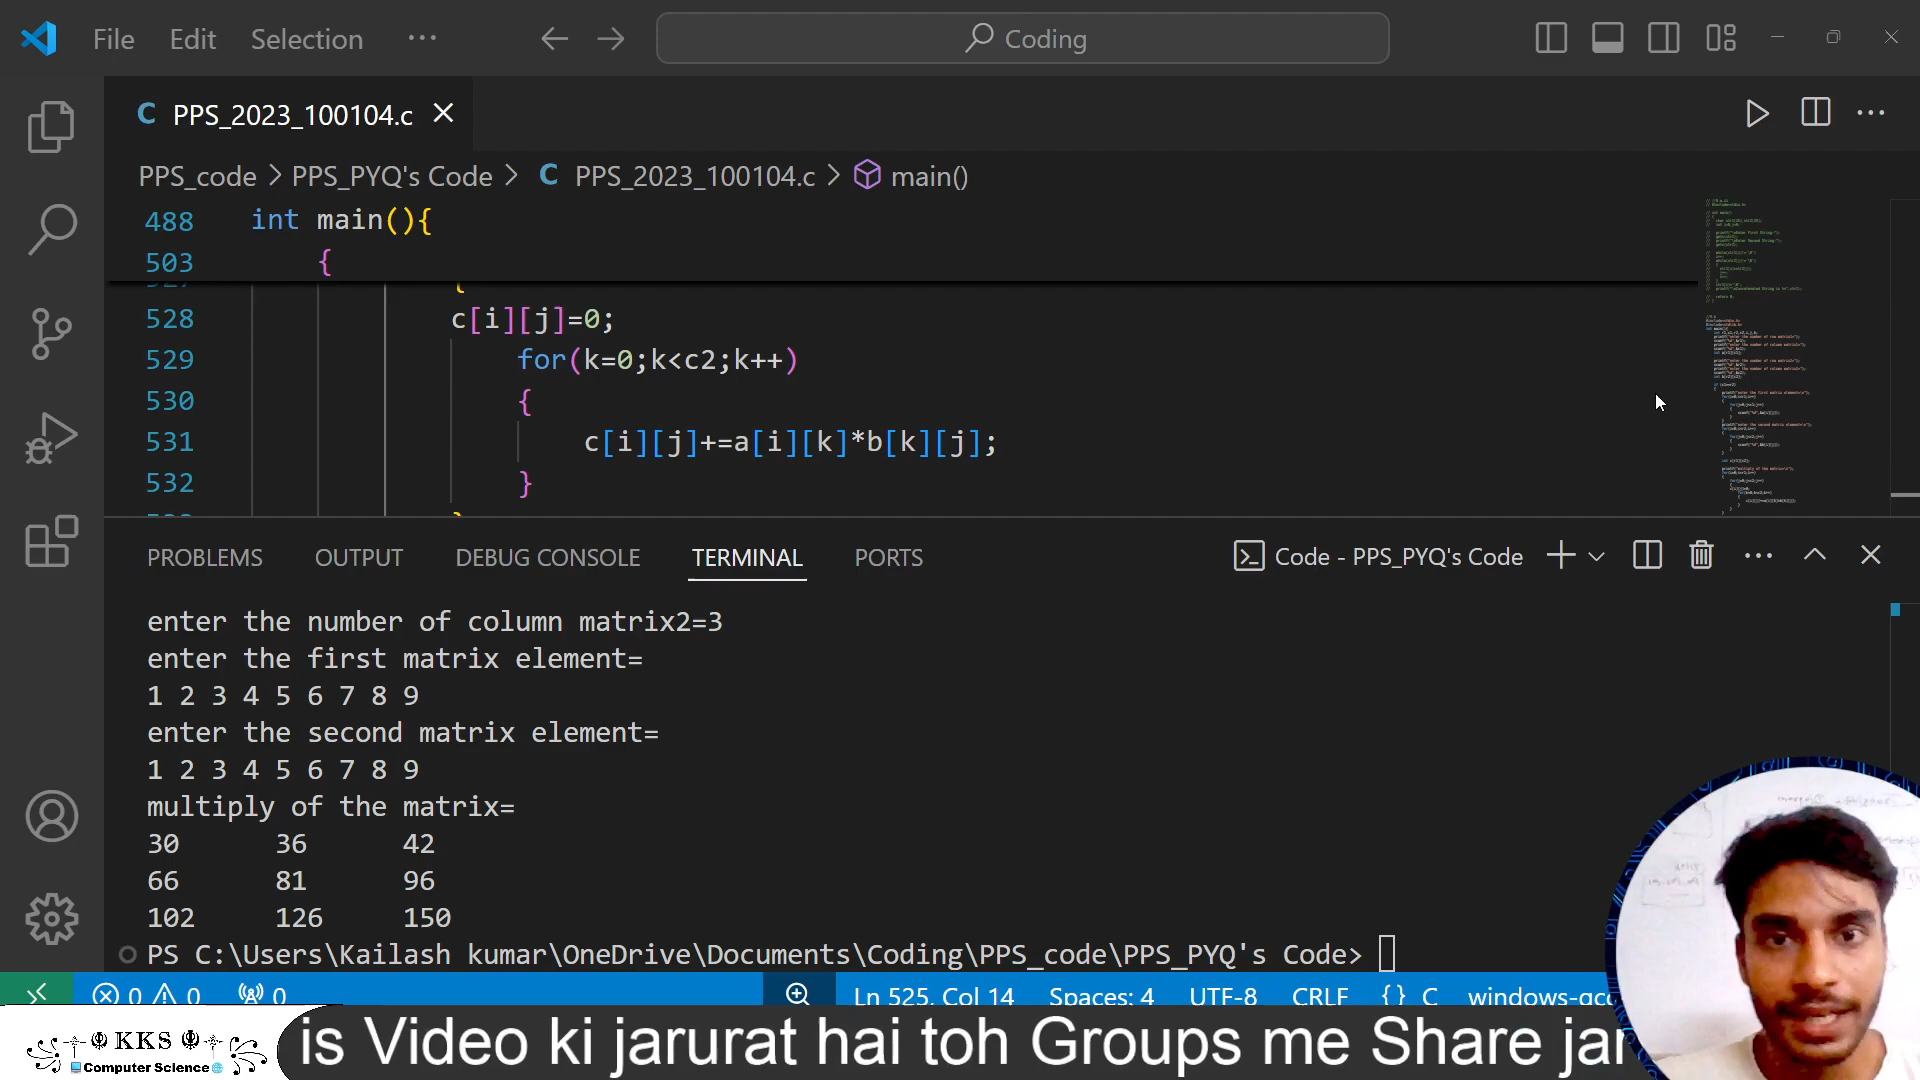 File Edit Selection ··· Coding
C PPS_2023_100104.c
PPS_code > PPS_PYQ's Code > C PPS_2023_100104.c > main()
488 int main(){
503 {
528 c[i][j]=0;
529 for(k=0;k<c2;k++)
530 {
531 c[i][j]+=a[i][k]*b[k][j];
532 }
PROBLEMS OUTPUT DEBUG CONSOLE TERMINAL PORTS Code - PPS_PYQ's Code
enter the number of column matrix2=3
enter the first matrix element=
1 2 3 4 5 6 7 8 9
enter the second matrix element=
1 2 3 4 5 6 7 8 9
multiply of the matrix=
30 36 42
66 81 96
102 126 150
PS C:\Users\Kailash kumar\OneDrive\Documents\Coding\PPS_code\PPS_PYQ's Code>
0 0 0 Ln 525, Col 14 Spaces: 4 UTF-8 CRLF {} C windows-gcc
KKS
Computer Science
is Video ki jarurat hai toh Groups me Share jar